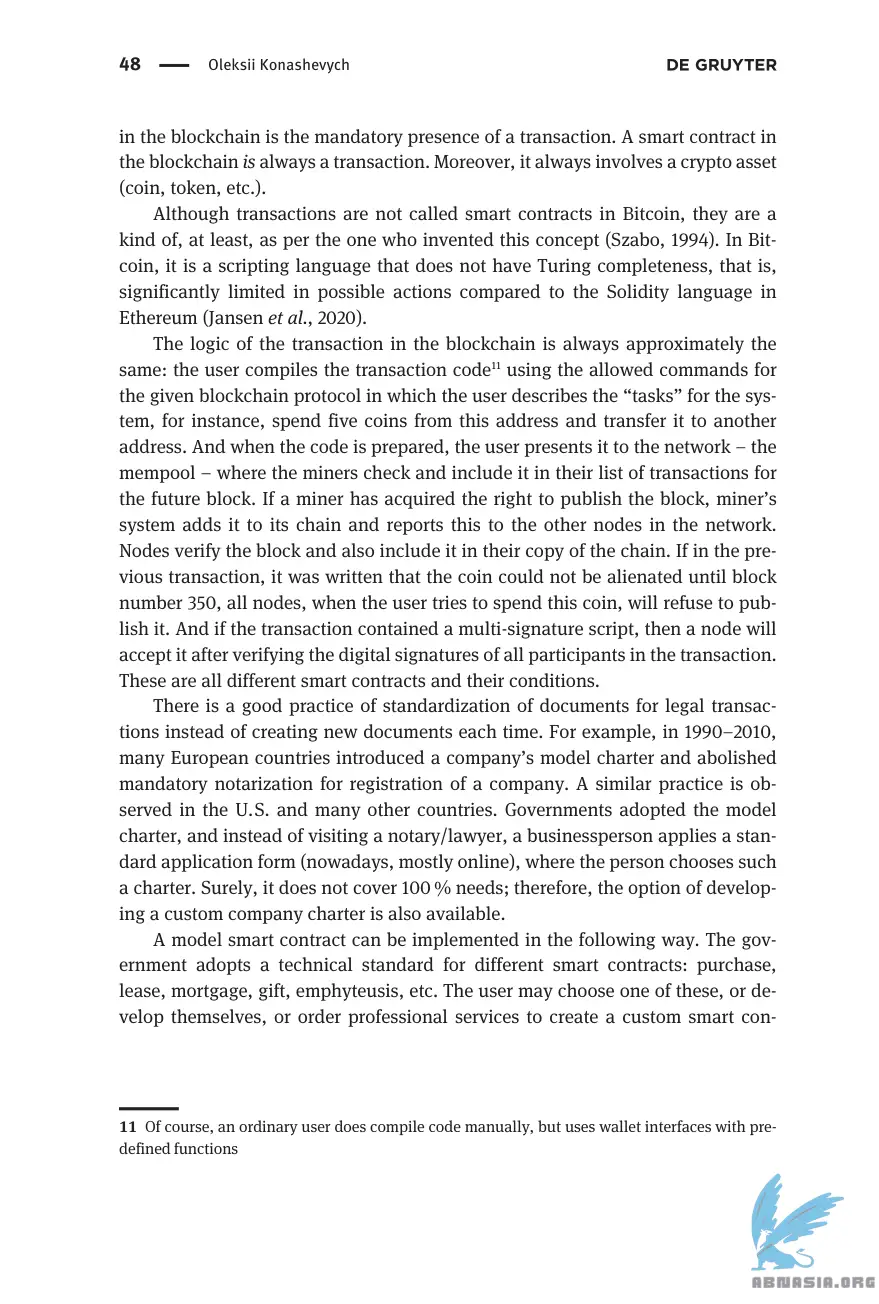 48 — Oleksii Konashevych DE GRUYTER
in the blockchain is the mandatory presence of a transaction. A smart contract in
the blockchain is always a transaction. Moreover, it always involves a crypto asset
(coin, token, etc.).
Although transactions are not called smart contracts in Bitcoin, they are a
kind of, at least, as per the one who invented this concept (Szabo, 1994). In Bit-
coin, it is a scripting language that does not have Turing completeness, that is,
significantly limited in possible actions compared to the Solidity language in
Ethereum (Jansen et al., 2020).
The logic of the transaction in the blockchain is always approximately the
same: the user compiles the transaction code11 using the allowed commands for
the given blockchain protocol in which the user describes the “tasks” for the sys-
tem, for instance, spend five coins from this address and transfer it to another
address. And when the code is prepared, the user presents it to the network – the
mempool – where the miners check and include it in their list of transactions for
the future block. If a miner has acquired the right to publish the block, miner’s
system adds it to its chain and reports this to the other nodes in the network.
Nodes verify the block and also include it in their copy of the chain. If in the pre-
vious transaction, it was written that the coin could not be alienated until block
number 350, all nodes, when the user tries to spend this coin, will refuse to pub-
lish it. And if the transaction contained a multi-signature script, then a node will
accept it after verifying the digital signatures of all participants in the transaction.
These are all different smart contracts and their conditions.
There is a good practice of standardization of documents for legal transac-
tions instead of creating new documents each time. For example, in 1990–2010,
many European countries introduced a company’s model charter and abolished
mandatory notarization for registration of a company. A similar practice is ob-
served in the U.S. and many other countries. Governments adopted the model
charter, and instead of visiting a notary/lawyer, a businessperson applies a stan-
dard application form (nowadays, mostly online), where the person chooses such
a charter. Surely, it does not cover 100 % needs; therefore, the option of develop-
ing a custom company charter is also available.
A model smart contract can be implemented in the following way. The gov-
ernment adopts a technical standard for different smart contracts: purchase,
lease, mortgage, gift, emphyteusis, etc. The user may choose one of these, or de-
velop themselves, or order professional services to create a custom smart con-
11 Of course, an ordinary user does compile code manually, but uses wallet interfaces with pre-
defined functions
ABNASIA.ORG